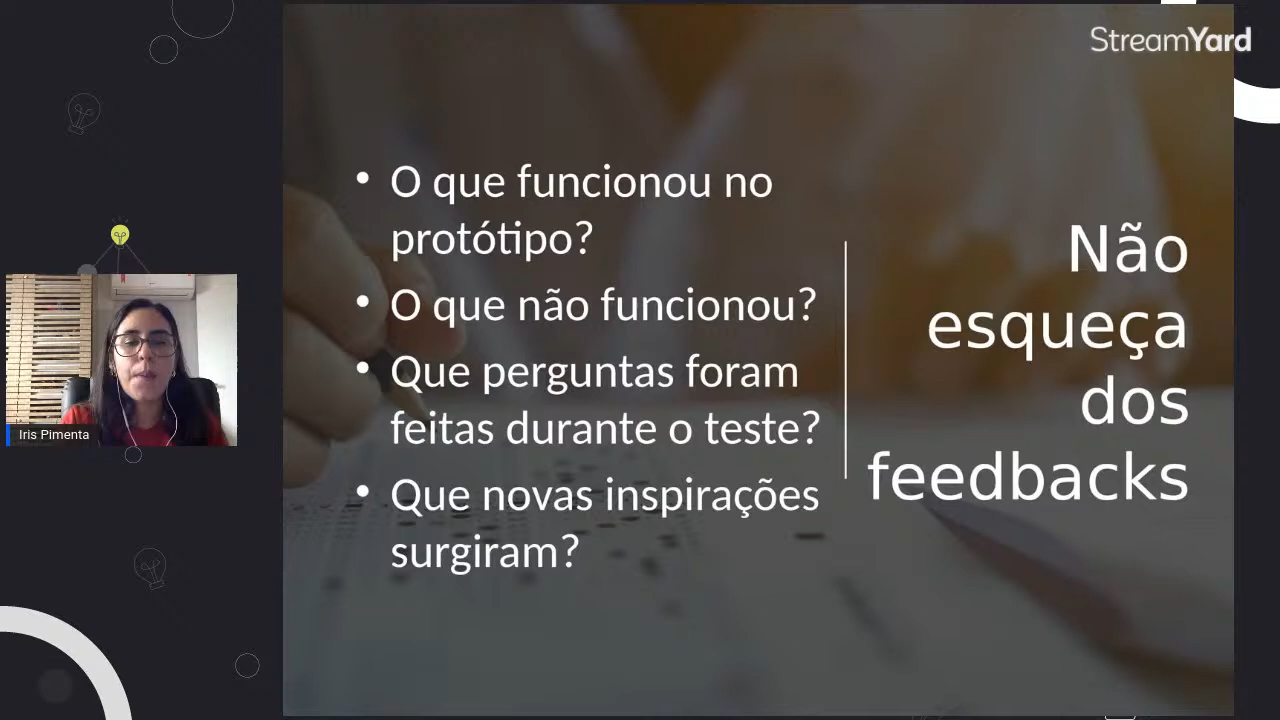 StreamYard
• O que funcionou no
protótipo?
• O que não funcionou?
• Que perguntas foram
feitas durante o teste?
• Que novas inspirações
surgiram?
Não
esqueça
dos
feedbacks
Iris Pimenta